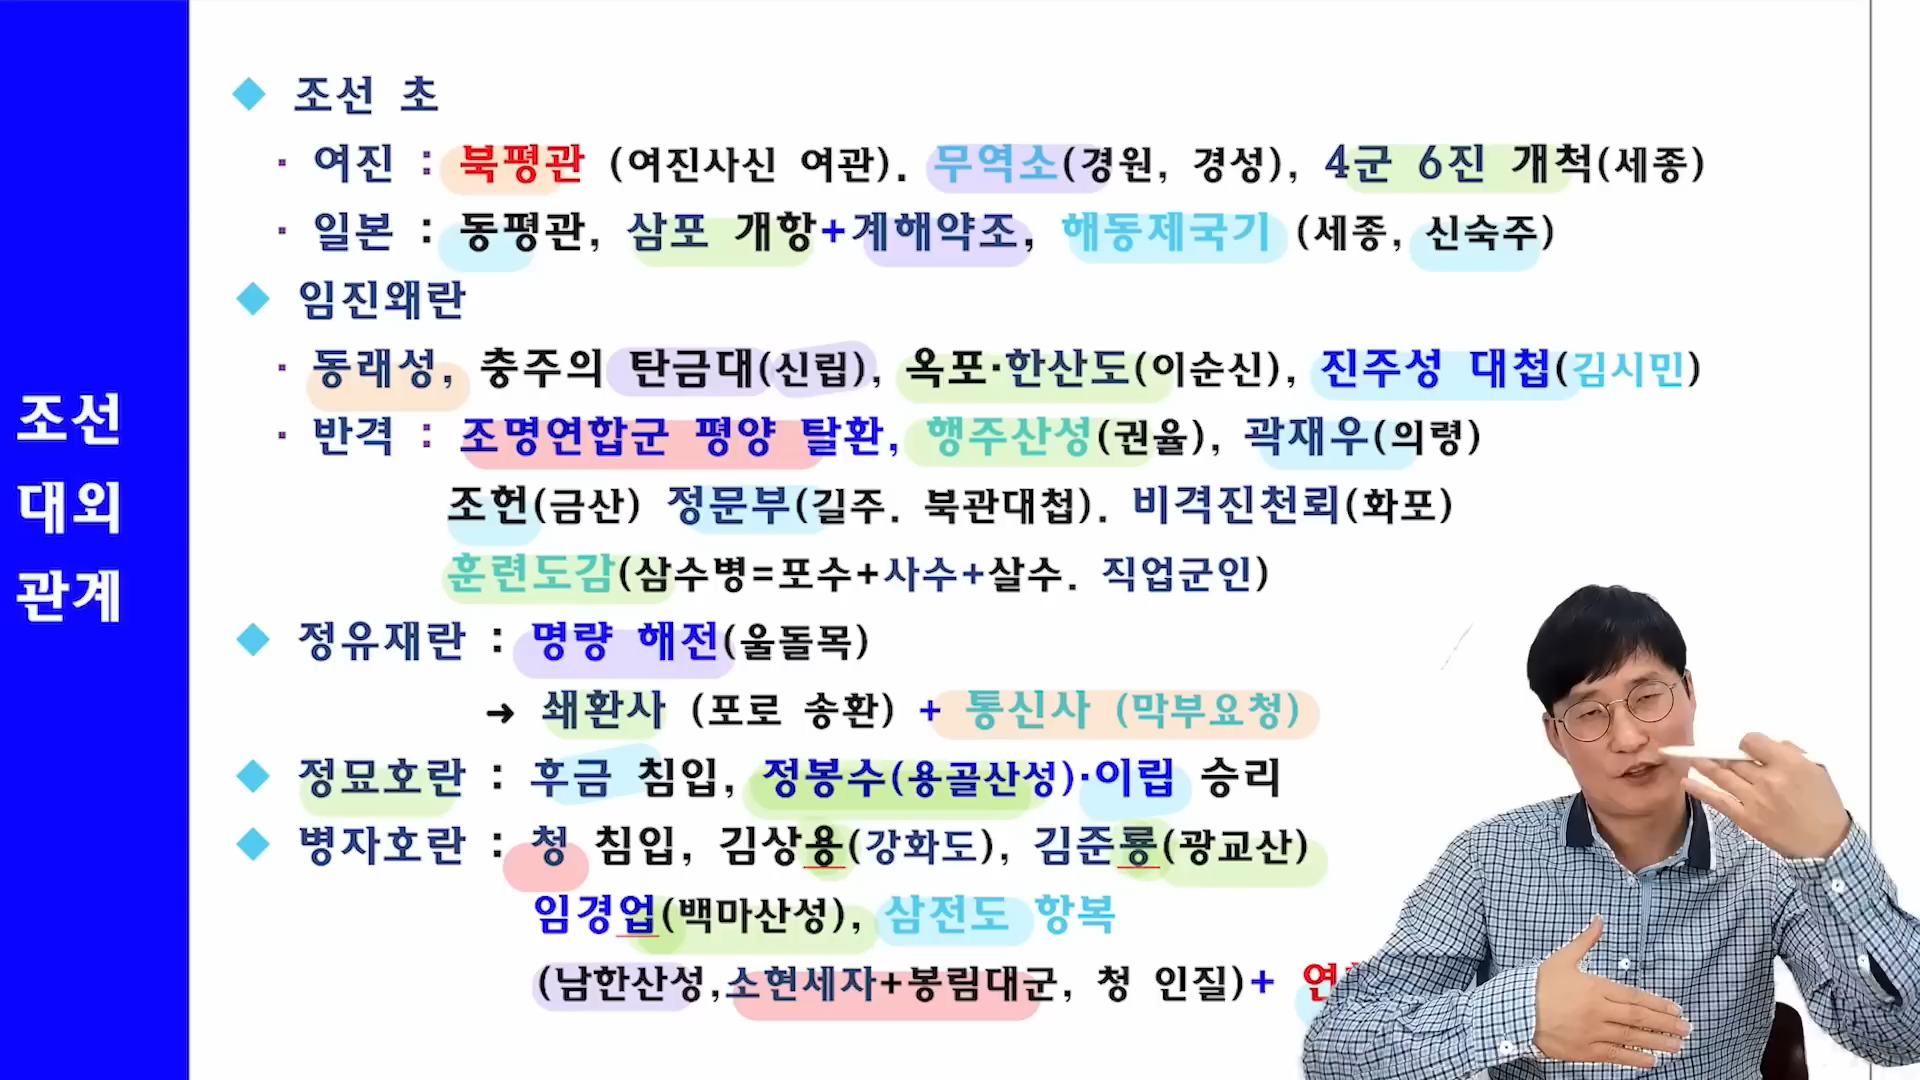 조선
대외
관계
◆ 조선 초
· 여진 : 북평관 (여진사신 여관). 무역소(경원, 경성), 4군 6진 개척(세종)
· 일본 : 동평관, 삼포 개항+계해약조, 해동제국기 (세종, 신숙주)
◆ 임진왜란
· 동래성, 충주의 탄금대(신립), 옥포·한산도(이순신), 진주성 대첩(김시민)
· 반격 : 조명연합군 평양 탈환, 행주산성(권율), 곽재우(의령)
조헌(금산) 정문부(길주. 북관대첩). 비격진천뢰(화포)
훈련도감(삼수병=포수+사수+살수. 직업군인)
◆ 정유재란 : 명량 해전(울돌목)
➜ 쇄환사 (포로 송환) + 통신사 (막부요청)
◆ 정묘호란 : 후금 침입, 정봉수(용골산성)·이립 승리
◆ 병자호란 : 청 침입, 김상용(강화도), 김준룡(광교산)
임경업(백마산성), 삼전도 항복
(남한산성,소현세자+봉림대군, 청 인질)+